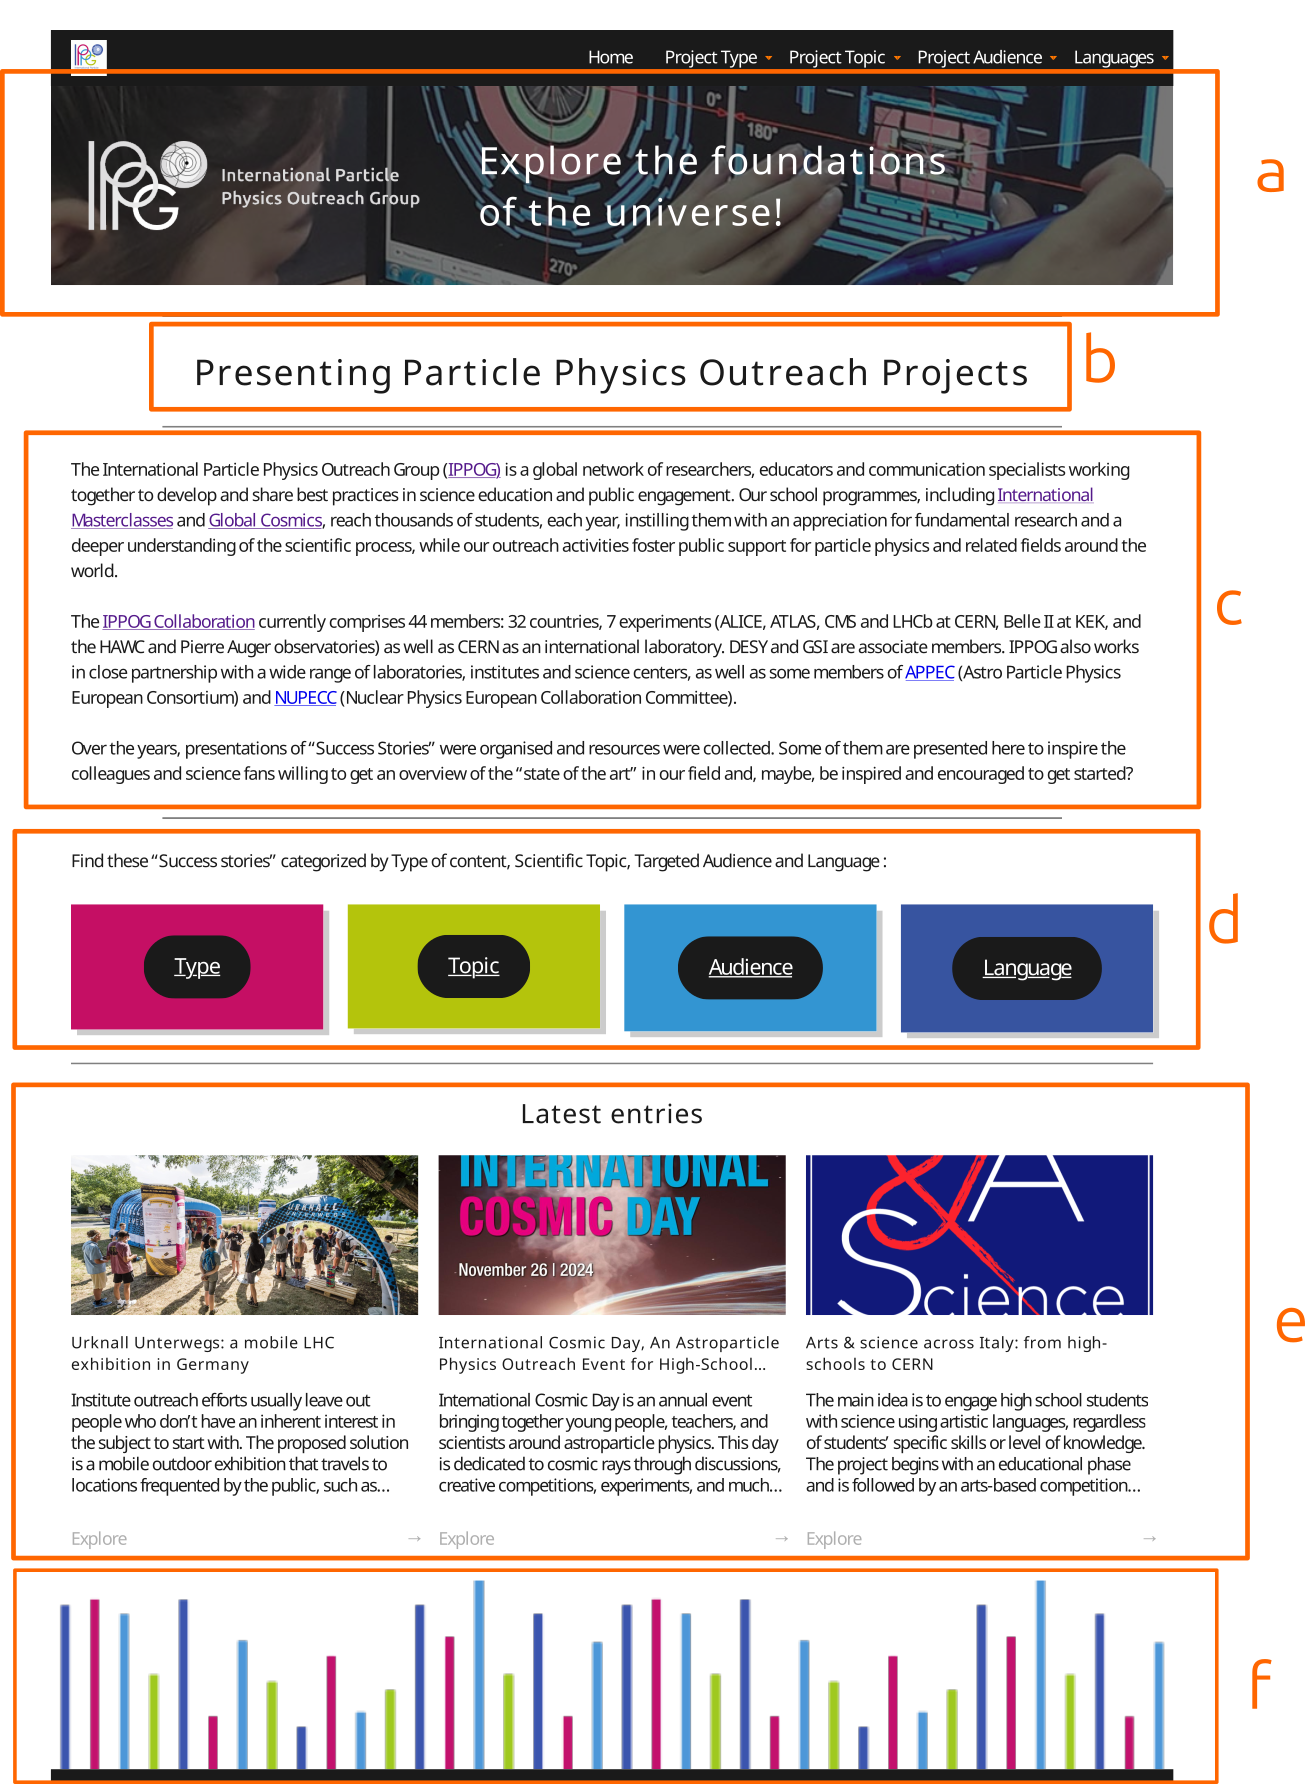 Home Project Type Project Topic Project Audience Languages
0°
180°
270°
IPPOG
International Particle
Physics Outreach Group
Explore the foundations
of the universe!
a
Presenting Particle Physics Outreach Projects
b
The International Particle Physics Outreach Group (IPPOG) is a global network of researchers, educators and communication specialists working
together to develop and share best practices in science education and public engagement. Our school programmes, including International
Masterclasses and Global Cosmics, reach thousands of students, each year, instilling them with an appreciation for fundamental research and a
deeper understanding of the scientific process, while our outreach activities foster public support for particle physics and related fields around the
world.
The IPPOG Collaboration currently comprises 44 members: 32 countries, 7 experiments (ALICE, ATLAS, CMS and LHCb at CERN, Belle II at KEK, and
the HAWC and Pierre Auger observatories) as well as CERN as an international laboratory. DESY and GSI are associate members. IPPOG also works
in close partnership with a wide range of laboratories, institutes and science centers, as well as some members of APPEC (Astro Particle Physics
European Consortium) and NUPECC (Nuclear Physics European Collaboration Committee).
Over the years, presentations of “Success Stories” were organised and resources were collected. Some of them are presented here to inspire the
colleagues and science fans willing to get an overview of the “state of the art” in our field and, maybe, be inspired and encouraged to get started?
c
Find these “Success stories” categorized by Type of content, Scientific Topic, Targeted Audience and Language :
Type
Topic
Audience
Language
d
Latest entries
URKNALL
UNTERWEGS
INTERNATIONAL
COSMIC DAY
November 26 | 2024
&A
Science
Urknall Unterwegs: a mobile LHC
exhibition in Germany
Institute outreach efforts usually leave out
people who don’t have an inherent interest in
the subject to start with. The proposed solution
is a mobile outdoor exhibition that travels to
locations frequented by the public, such as...
Explore →
International Cosmic Day, An Astroparticle
Physics Outreach Event for High-School...
International Cosmic Day is an annual event
bringing together young people, teachers, and
scientists around astroparticle physics. This day
is dedicated to cosmic rays through discussions,
creative competitions, experiments, and much...
Explore →
Arts & science across Italy: from high-
schools to CERN
The main idea is to engage high school students
with science using artistic languages, regardless
of students’ specific skills or level of knowledge.
The project begins with an educational phase
and is followed by an arts-based competition...
Explore →
e
f